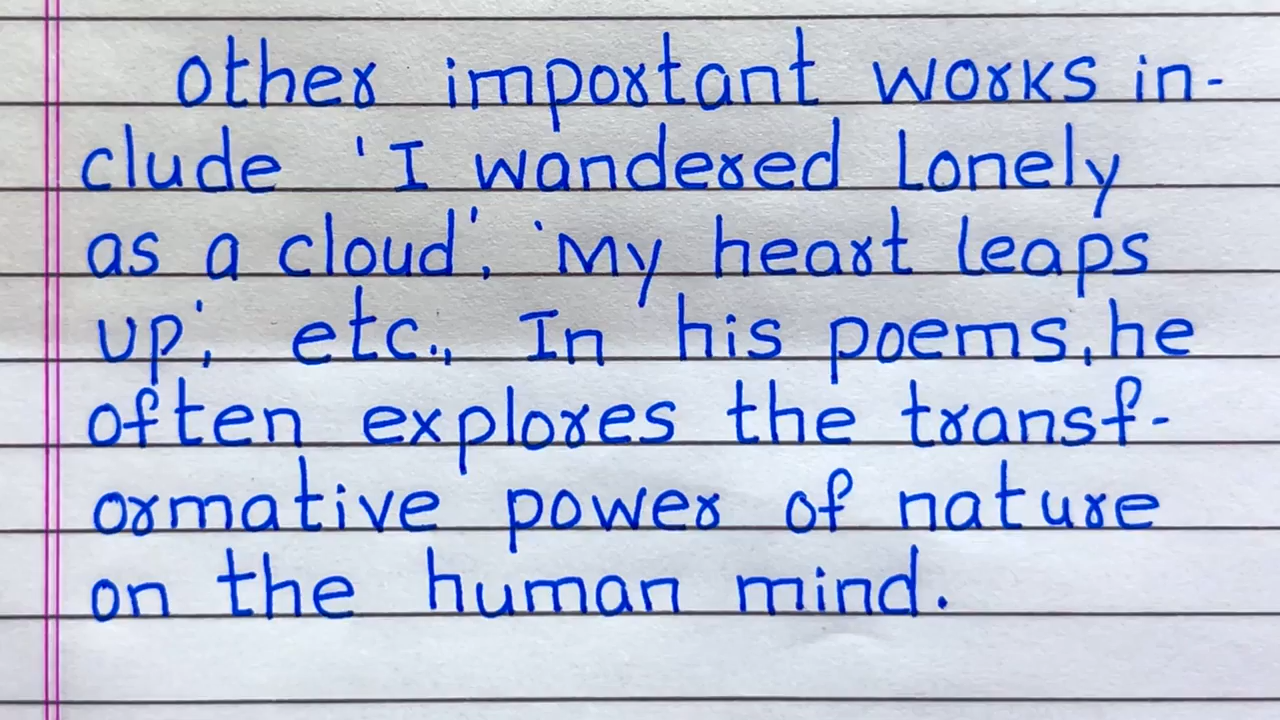 other important works in-
clude 'I wandered Lonely
as a cloud', 'My heart leaps
up', etc., In his poems, he
often explores the transf-
ormative power of nature
on the human mind.